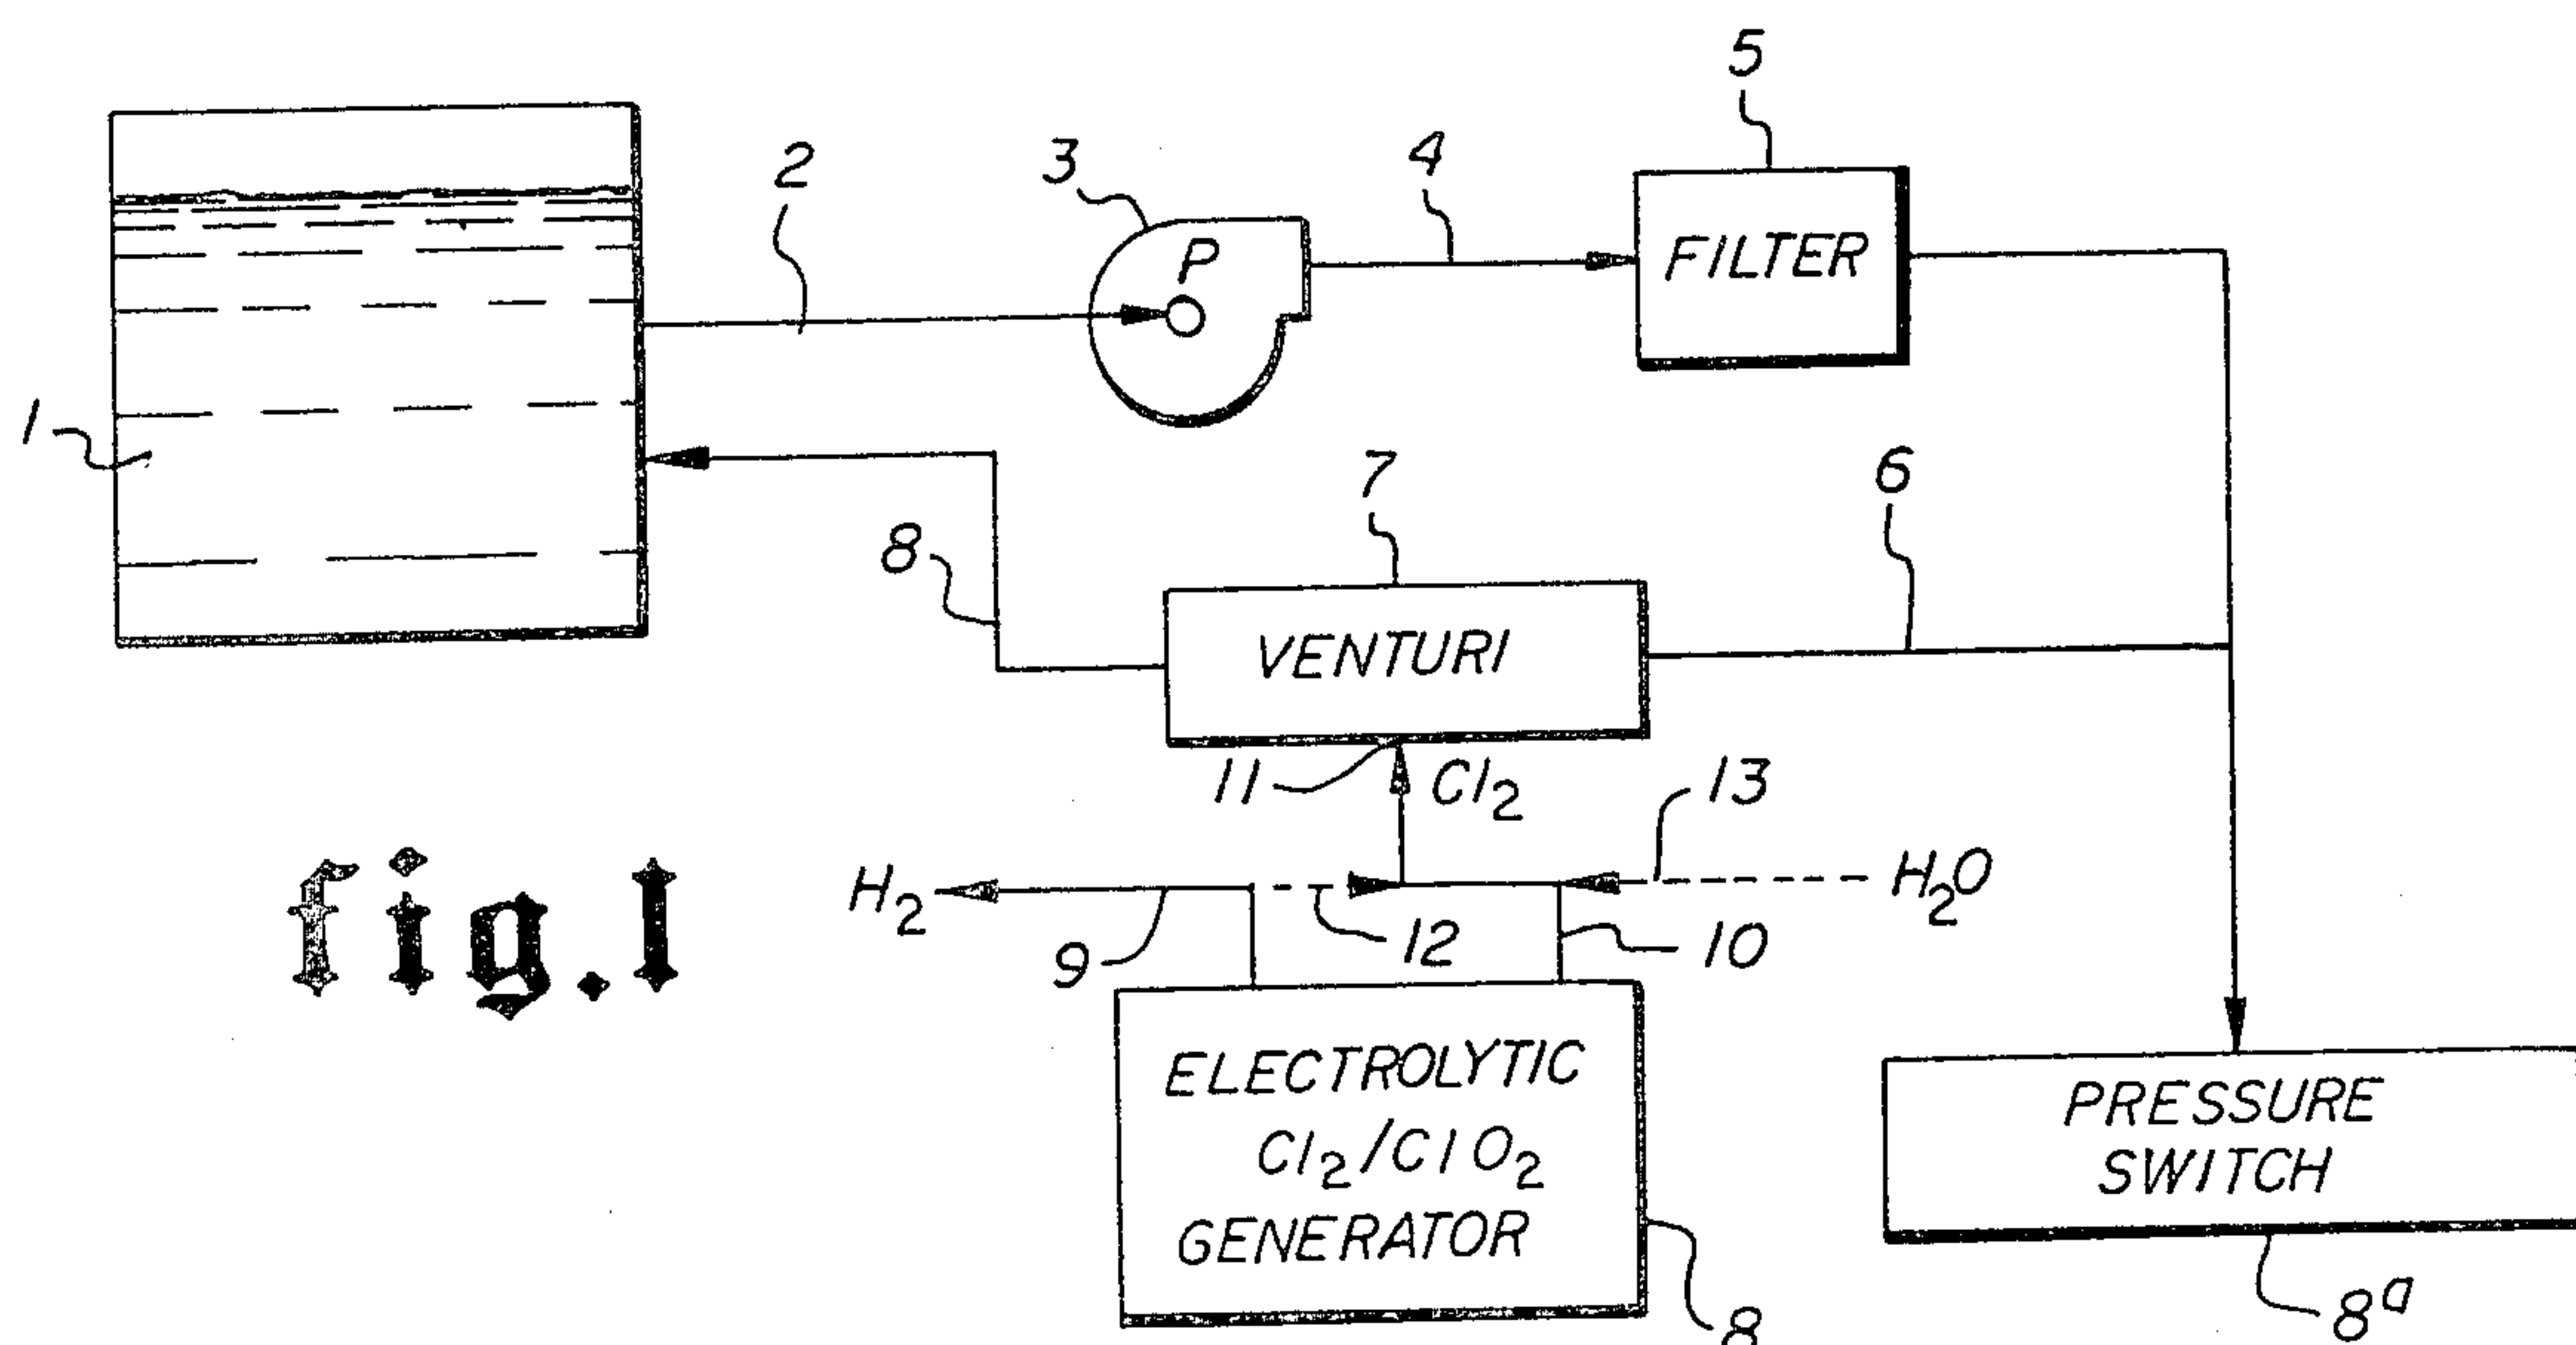 5
2
3
4
P
FILTER
1
7
6
8
VENTURI
11
Cl2
13
H2
H2O
12
10
9
fig.1
ELECTROLYTIC
Cl2/ClO2
GENERATOR
PRESSURE
SWITCH
8
8a